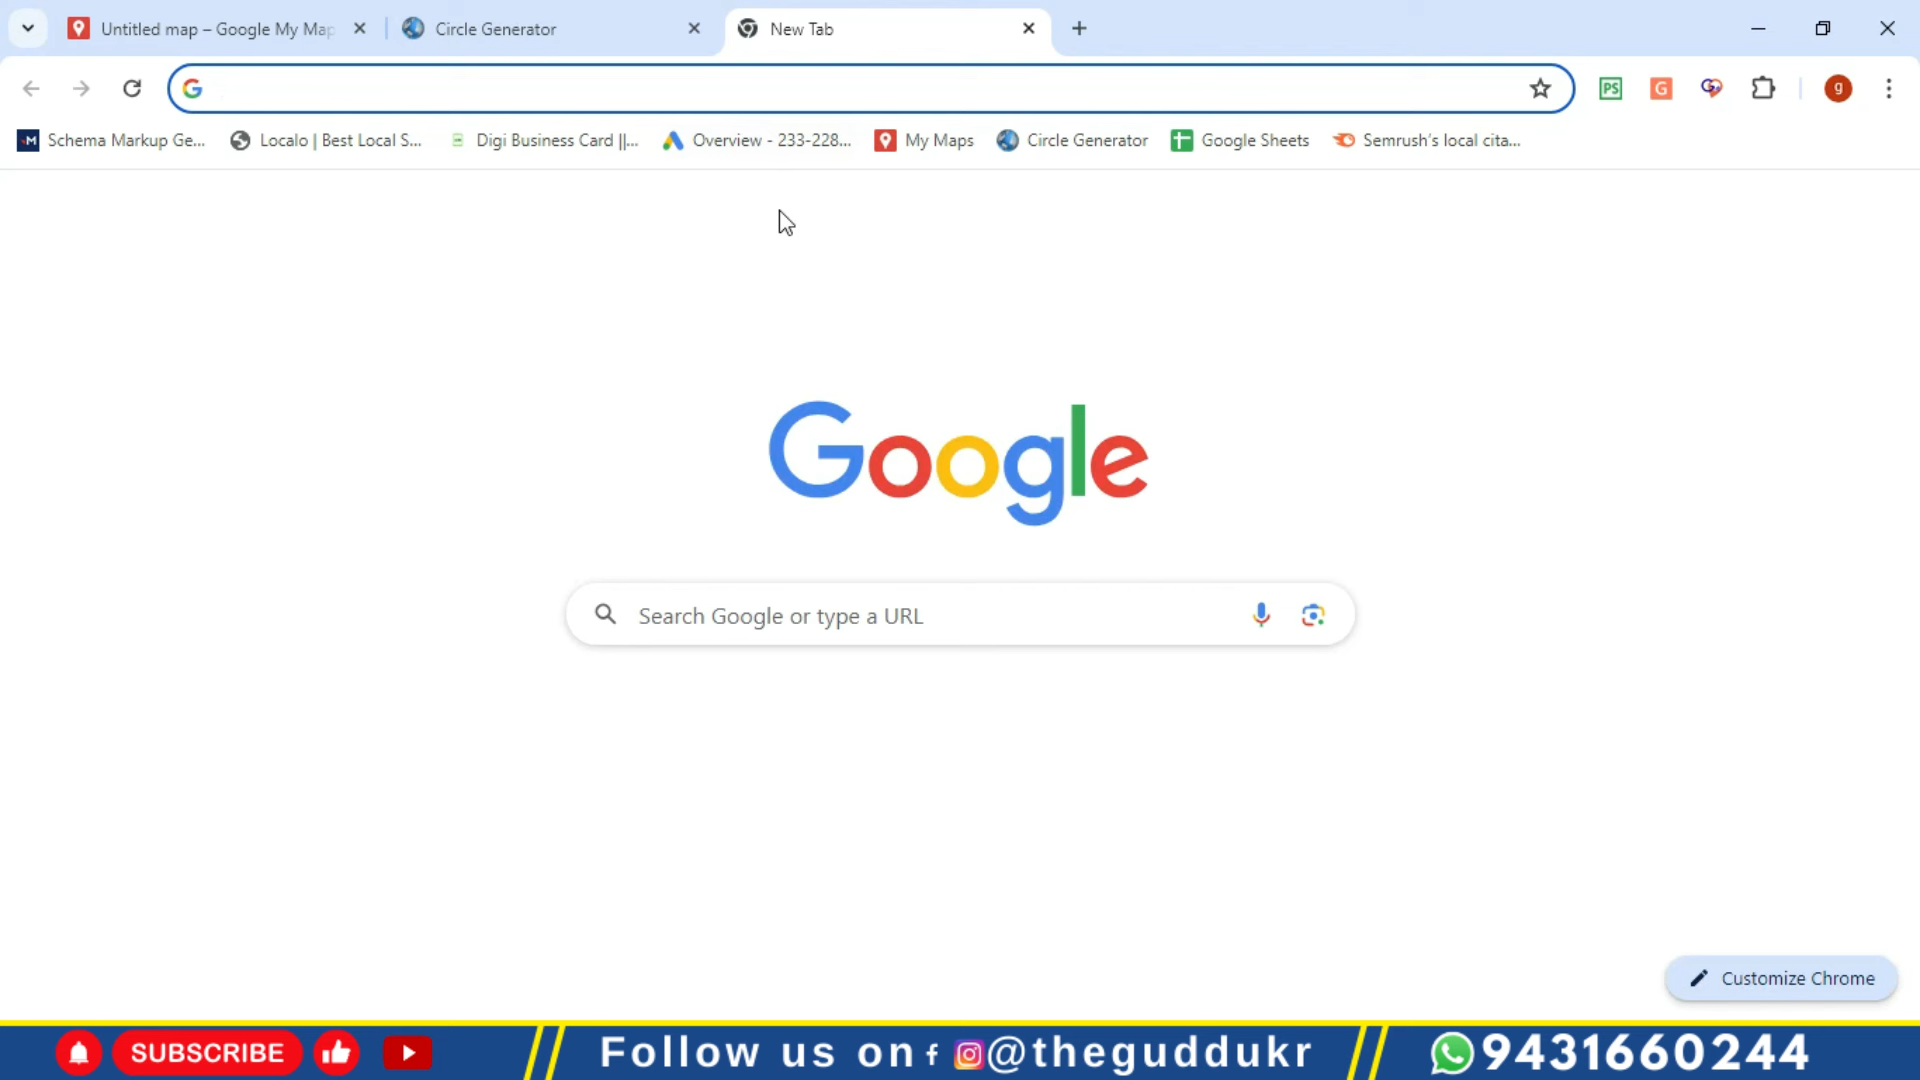 Untitled map – Google My Map
Circle Generator
New Tab
G
PS
G
g
M Schema Markup Ge...
Localo | Best Local S...
Digi Business Card ||...
Overview - 233-228...
My Maps
Circle Generator
Google Sheets
Semrush's local cita...
Google
Search Google or type a URL
Customize Chrome
SUBSCRIBE
Follow us on f @theguddukr
9431660244